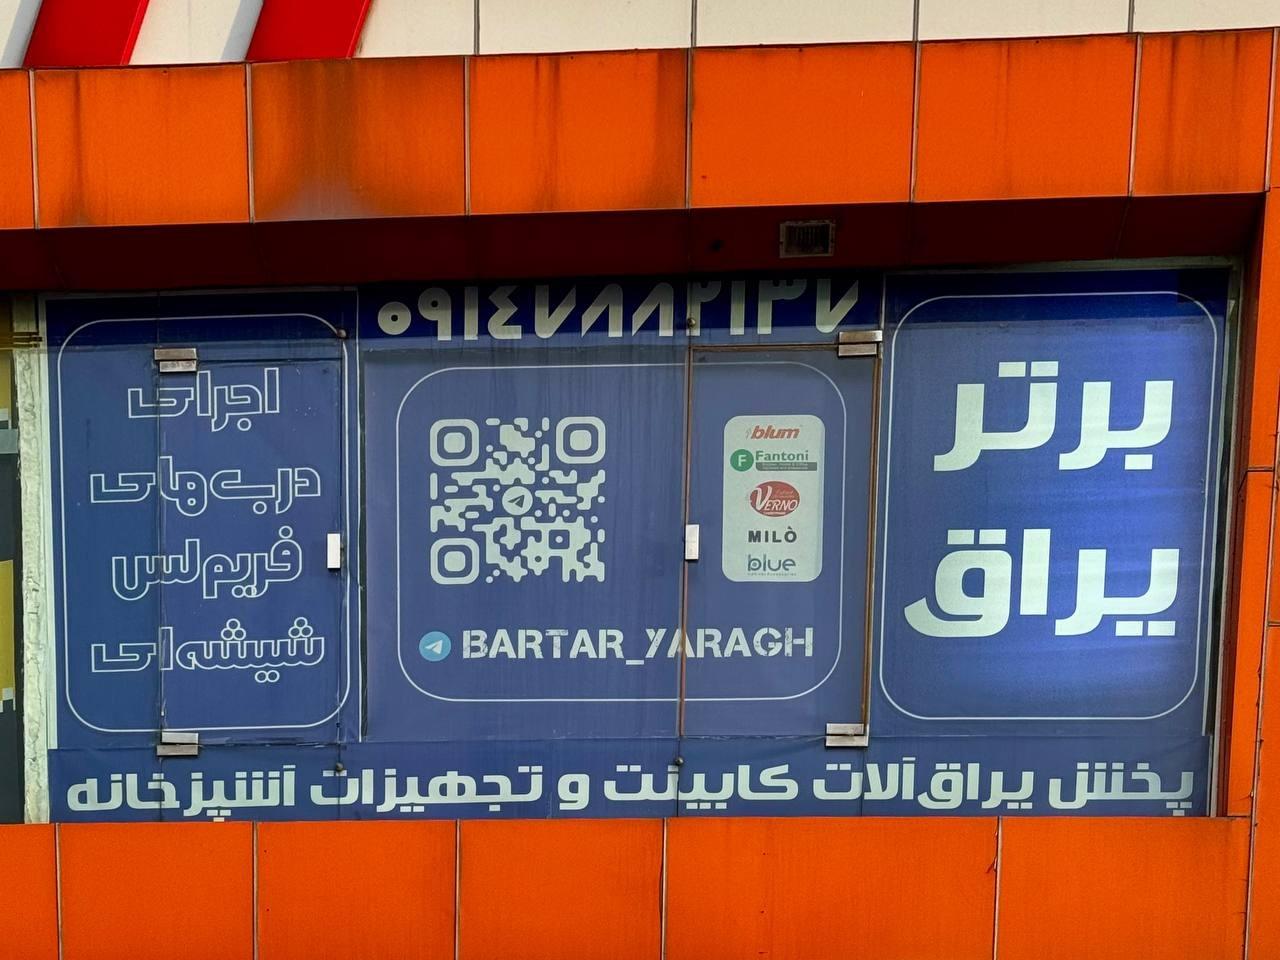 ۰۹۱٤۷۸۸۲۱۳۷
برتر
یراق
blum
Fantoni
VERNO
MILÒ
blue
BARTAR_YARAGH
اجرای
درب‌های
فریم‌لس
شیشه‌ای
پخش یراق‌آلات کابینت و تجهیزات آشپزخانه